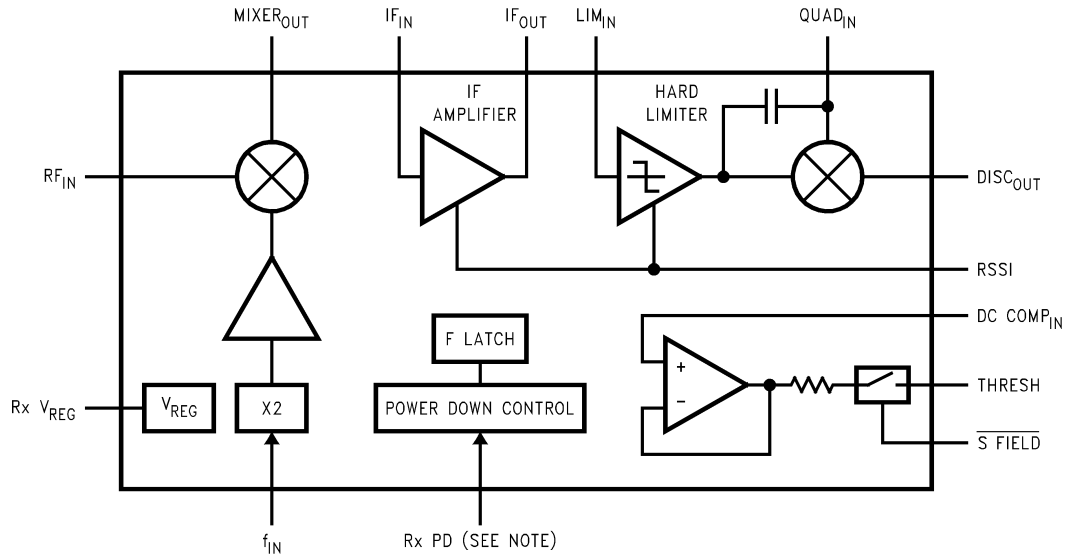 MIXER_OUT
IF_IN
IF_OUT
LIM_IN
QUAD_IN
IF
AMPLIFIER
HARD
LIMITER
RF_IN
DISC_OUT
RSSI
DC COMP_IN
F LATCH
+
−
THRESH
Rx V_REG
V_REG
X2
POWER DOWN CONTROL
S FIELD
f_IN
Rx PD (SEE NOTE)